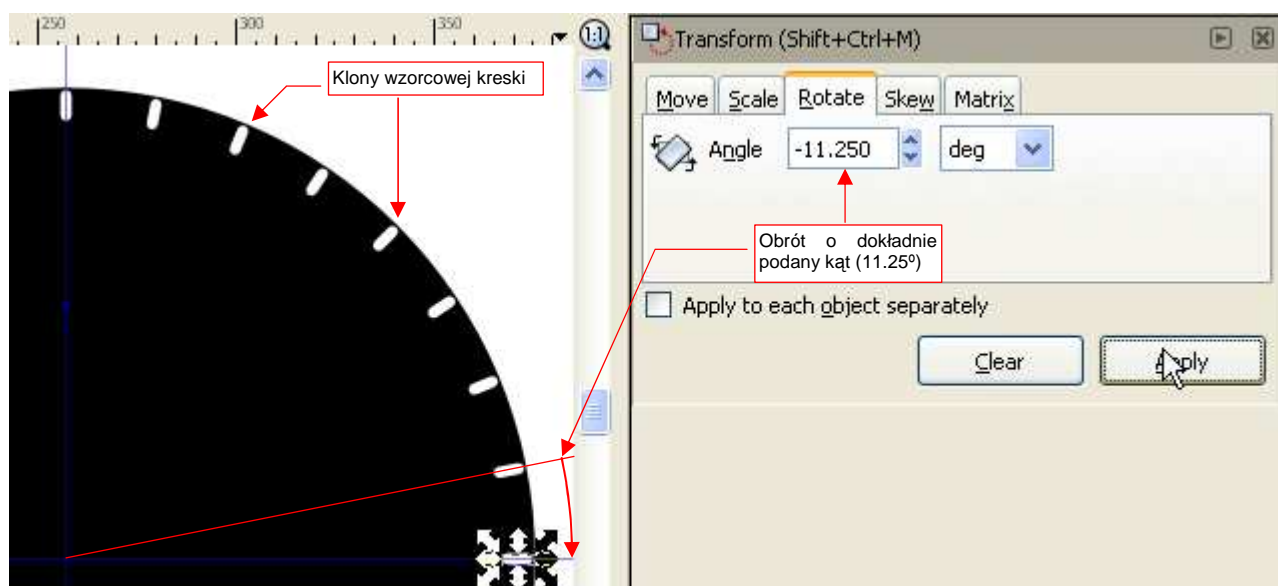 250 300 350
1:1
Klony wzorcowej kreski
Transform (Shift+Ctrl+M)
Move Scale Rotate Skew Matrix
Angle -11.250 deg
Obrót o dokładnie
podany kąt (11.25º)
Apply to each object separately
Clear Apply